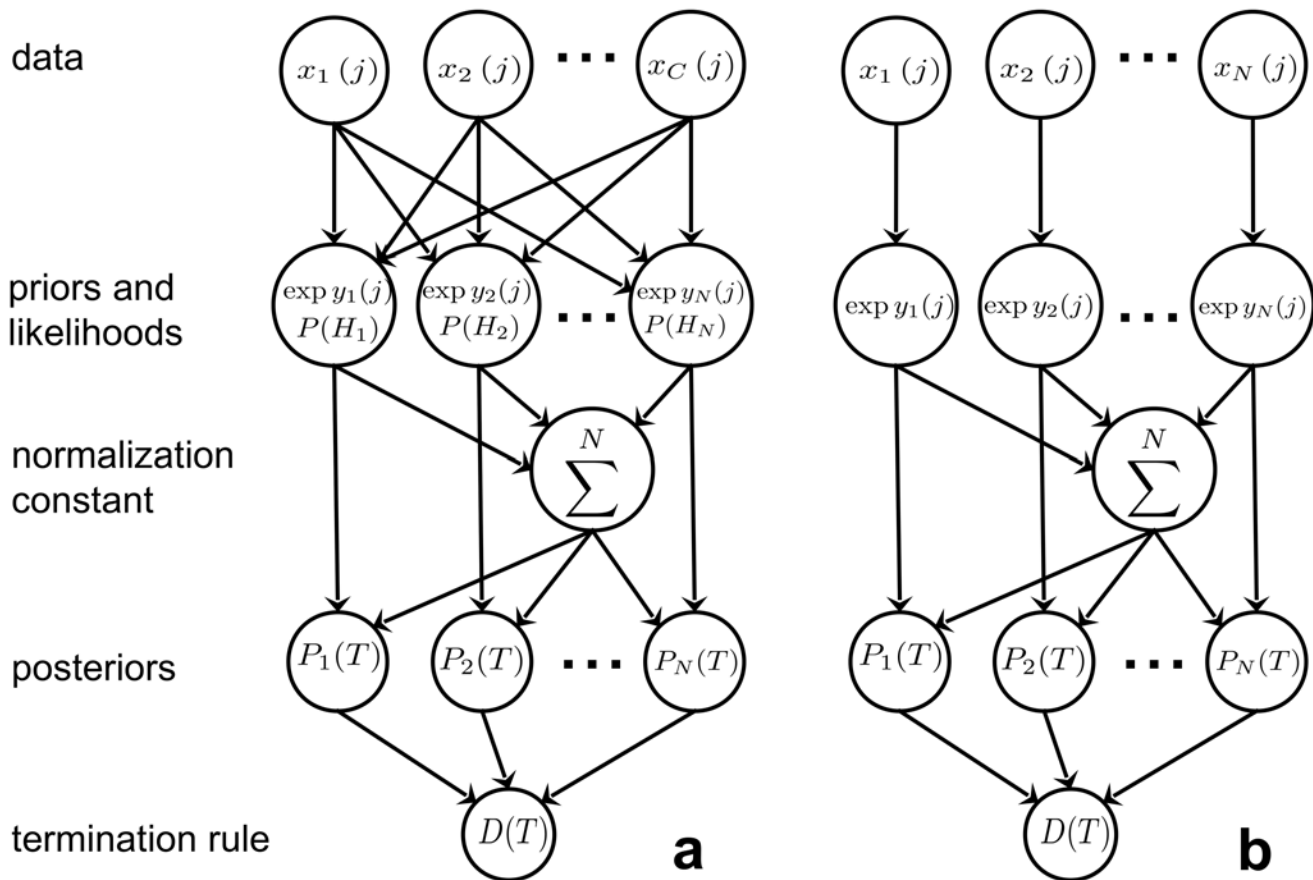 data
x₁ (j)
x₂ (j)
...
x_C (j)
x₁ (j)
x₂ (j)
...
x_N (j)
priors and
likelihoods
exp y₁(j)
P(H₁)
exp y₂(j)
P(H₂)
...
exp y_N(j)
P(H_N)
exp y₁(j)
exp y₂(j)
...
exp y_N(j)
normalization
constant
N
∑
N
∑
posteriors
P₁(T)
P₂(T)
...
P_N(T)
P₁(T)
P₂(T)
...
P_N(T)
termination rule
D(T)
a
D(T)
b